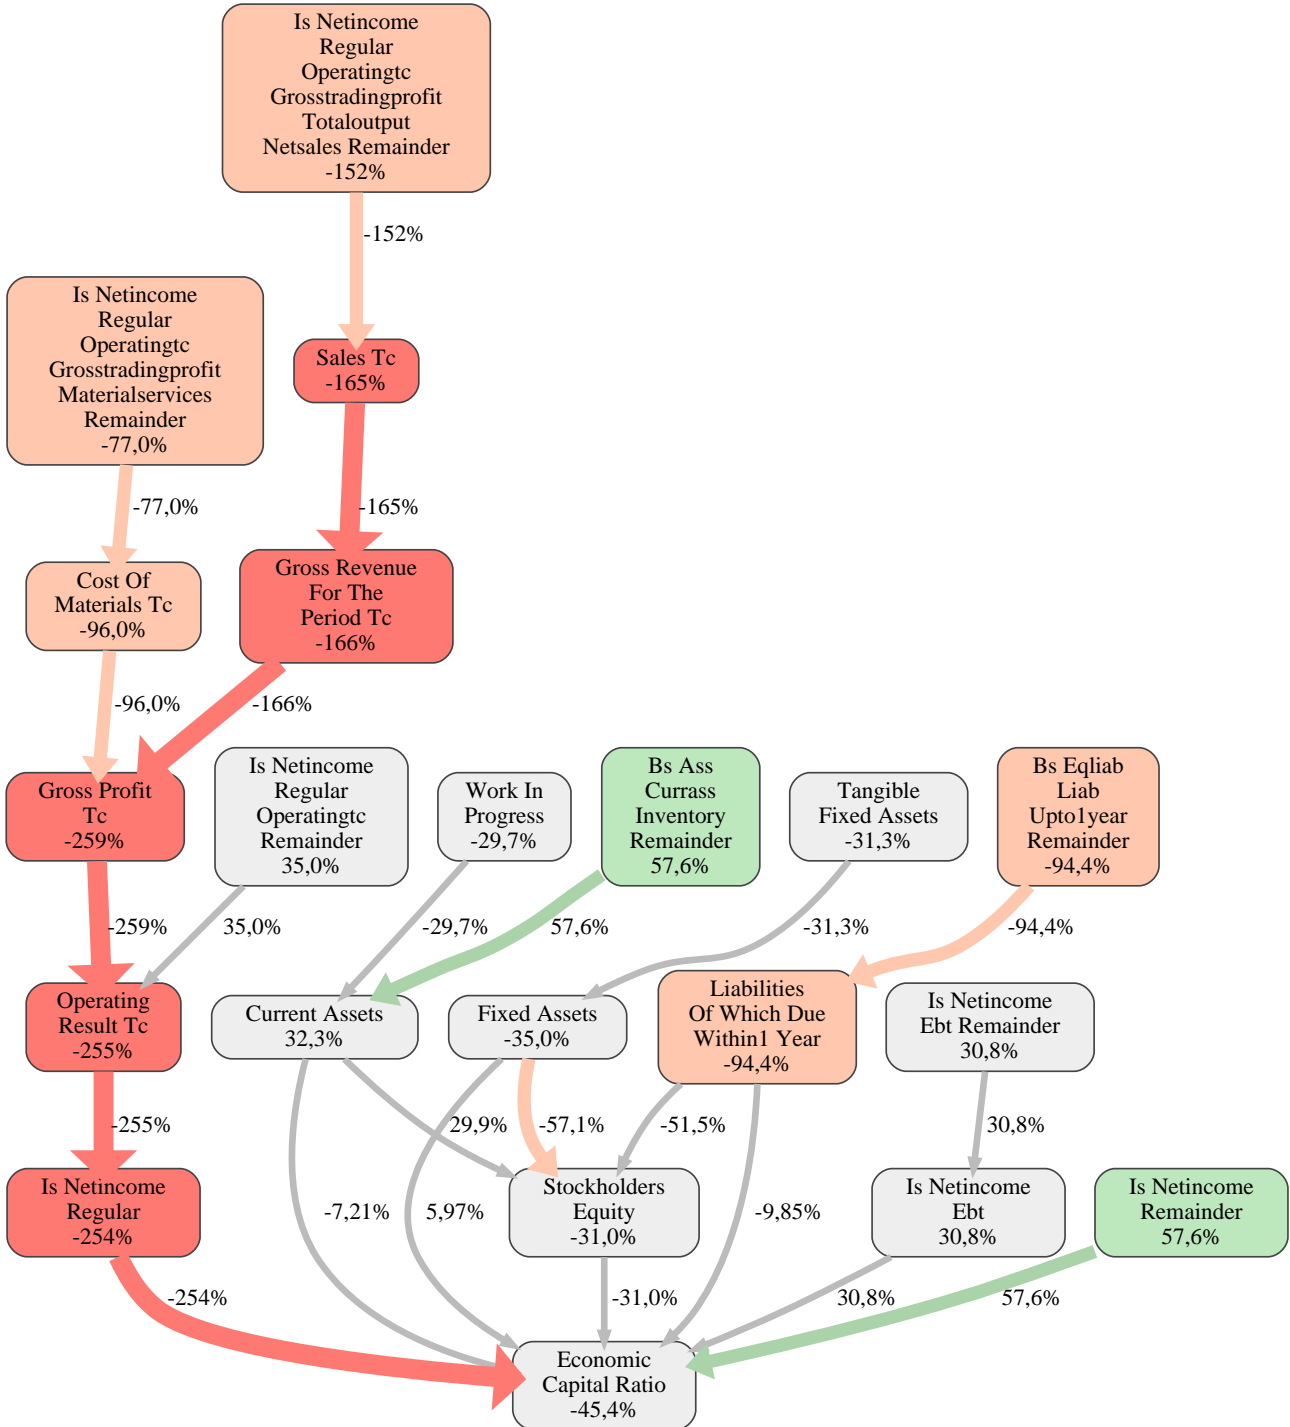 Is Netincome
Regular
Operatingtc
Grosstradingprofit
Totaloutput
Netsales Remainder
-152%
-152%
Is Netincome
Regular
Operatingtc
Grosstradingprofit
Materialservices
Remainder
-77,0%
Sales Tc
-165%
-77,0%
-165%
Cost Of
Materials Tc
-96,0%
Gross Revenue
For The
Period Tc
-166%
-96,0%
-166%
Gross Profit
Tc
-259%
Is Netincome
Regular
Operatingtc
Remainder
35,0%
Work In
Progress
-29,7%
Bs Ass
Currass
Inventory
Remainder
57,6%
Tangible
Fixed Assets
-31,3%
Bs Eqliab
Liab
Upto1year
Remainder
-94,4%
-259%
35,0%
-29,7%
57,6%
-31,3%
-94,4%
Operating
Result Tc
-255%
Current Assets
32,3%
Fixed Assets
-35,0%
Liabilities
Of Which Due
Within1 Year
-94,4%
Is Netincome
Ebt Remainder
30,8%
-255%
29,9%
-57,1%
-51,5%
30,8%
Is Netincome
Regular
-254%
-7,21%
5,97%
Stockholders
Equity
-31,0%
-9,85%
Is Netincome
Ebt
30,8%
Is Netincome
Remainder
57,6%
-254%
-31,0%
30,8%
57,6%
Economic
Capital Ratio
-45,4%